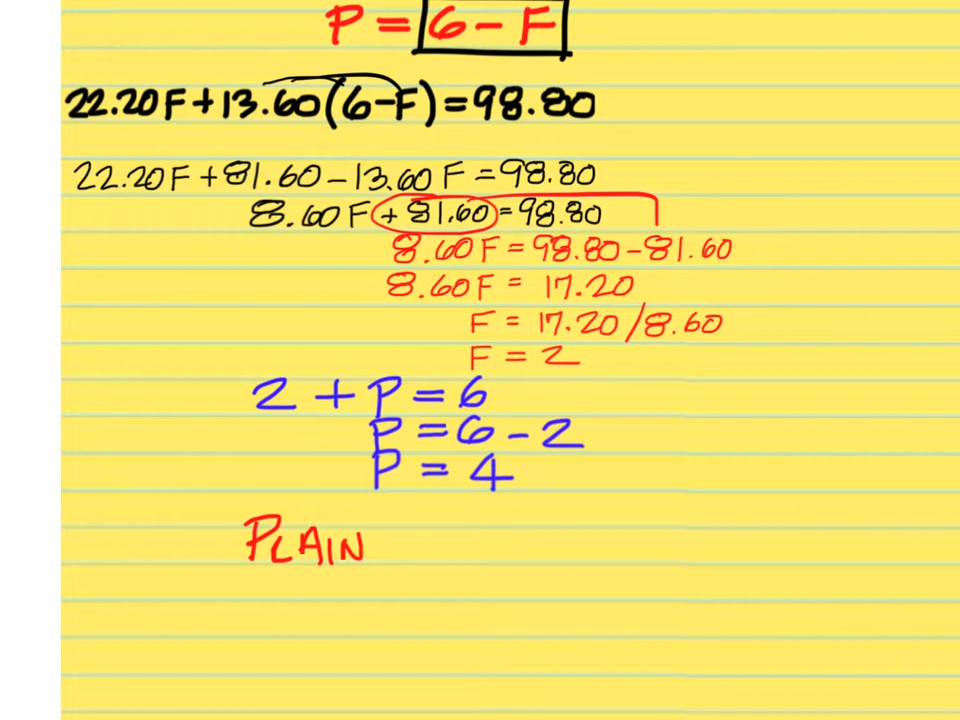 P = 6 - F
22.20F + 13.60(6-F) = 98.80
22.20F + 81.60 - 13.60F = 98.80
8.60F + 81.60 = 98.80
8.60F = 98.80 - 81.60
8.60F = 17.20
F = 17.20/8.60
F = 2
2 + P = 6
P = 6 - 2
P = 4
PLAIN